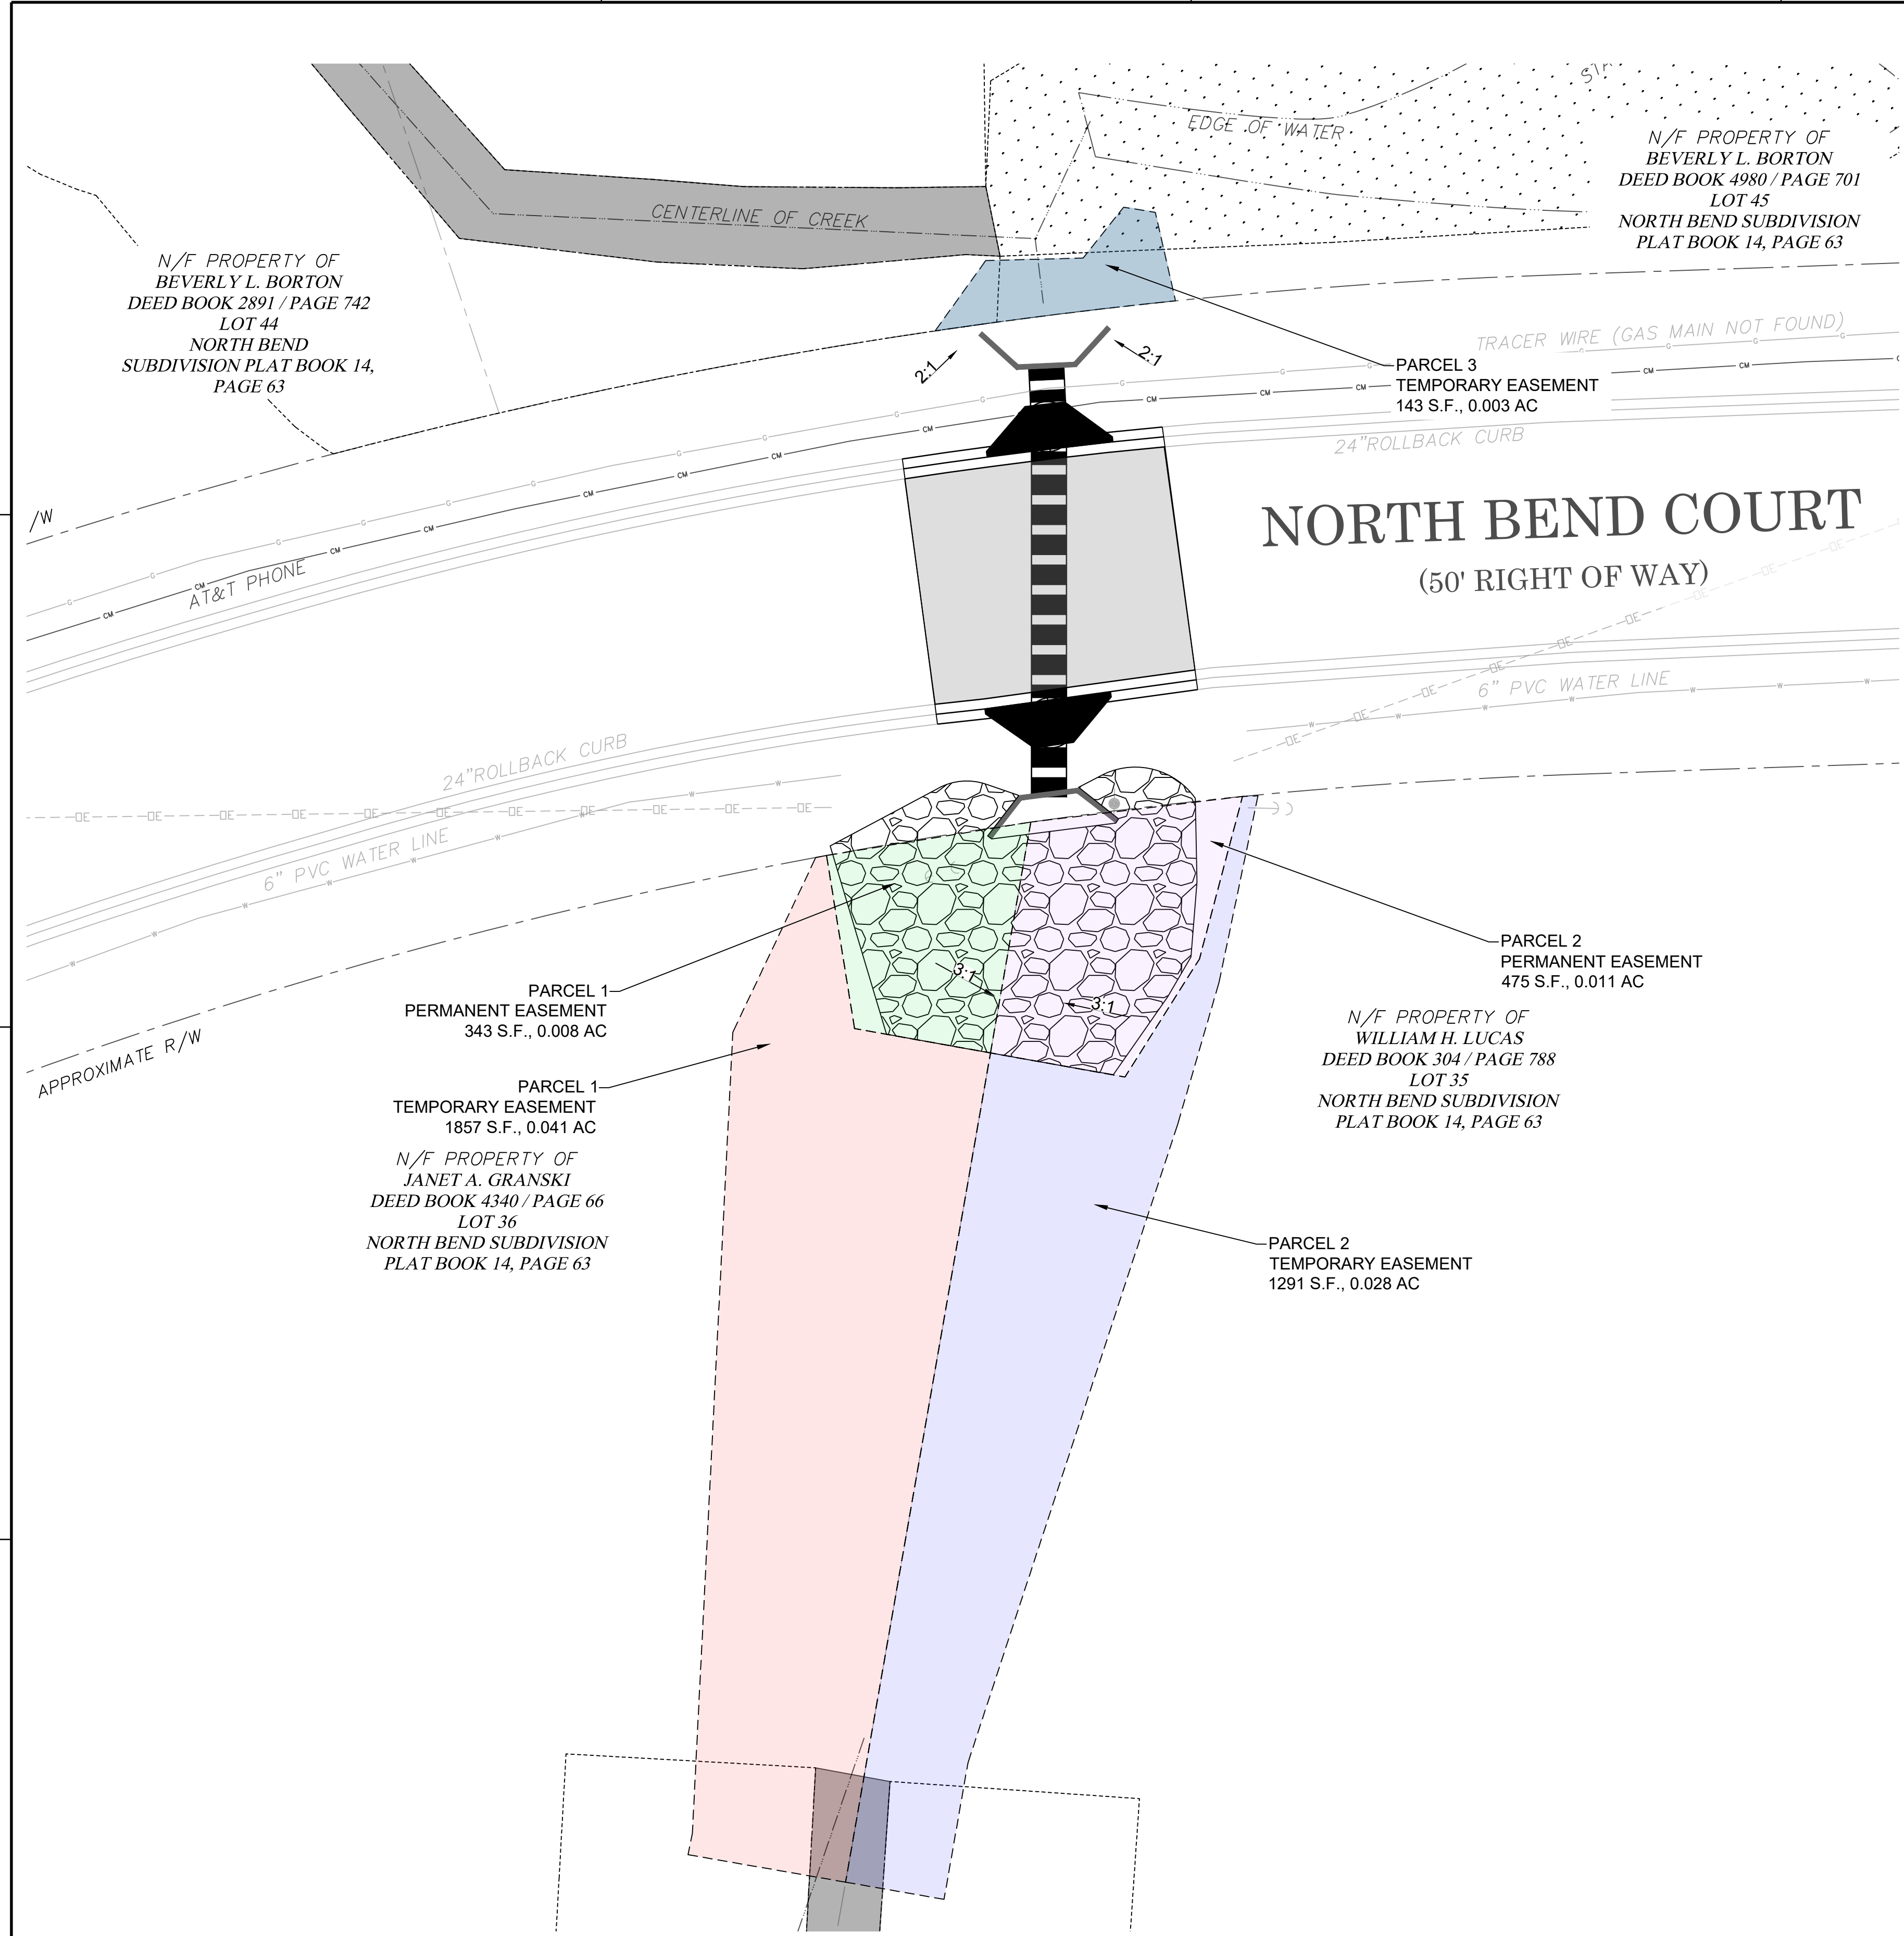 EDGE OF WATER
N/F PROPERTY OF
BEVERLY L. BORTON
DEED BOOK 4980 / PAGE 701
LOT 45
NORTH BEND SUBDIVISION
PLAT BOOK 14, PAGE 63
CENTERLINE OF CREEK
N/F PROPERTY OF
BEVERLY L. BORTON
DEED BOOK 2891 / PAGE 742
LOT 44
NORTH BEND
SUBDIVISION PLAT BOOK 14,
PAGE 63
TRACER WIRE (GAS MAIN NOT FOUND)
2:1
2:1
PARCEL 3
TEMPORARY EASEMENT
143 S.F., 0.003 AC
24"ROLLBACK CURB
/W
AT&T PHONE
NORTH BEND COURT
(50' RIGHT OF WAY)
6" PVC WATER LINE
24"ROLLBACK CURB
6" PVC WATER LINE
APPROXIMATE R/W
3:1
3:1
PARCEL 1
PERMANENT EASEMENT
343 S.F., 0.008 AC
PARCEL 2
PERMANENT EASEMENT
475 S.F., 0.011 AC
N/F PROPERTY OF
WILLIAM H. LUCAS
DEED BOOK 304 / PAGE 788
LOT 35
NORTH BEND SUBDIVISION
PLAT BOOK 14, PAGE 63
PARCEL 1
TEMPORARY EASEMENT
1857 S.F., 0.041 AC
N/F PROPERTY OF
JANET A. GRANSKI
DEED BOOK 4340 / PAGE 66
LOT 36
NORTH BEND SUBDIVISION
PLAT BOOK 14, PAGE 63
PARCEL 2
TEMPORARY EASEMENT
1291 S.F., 0.028 AC